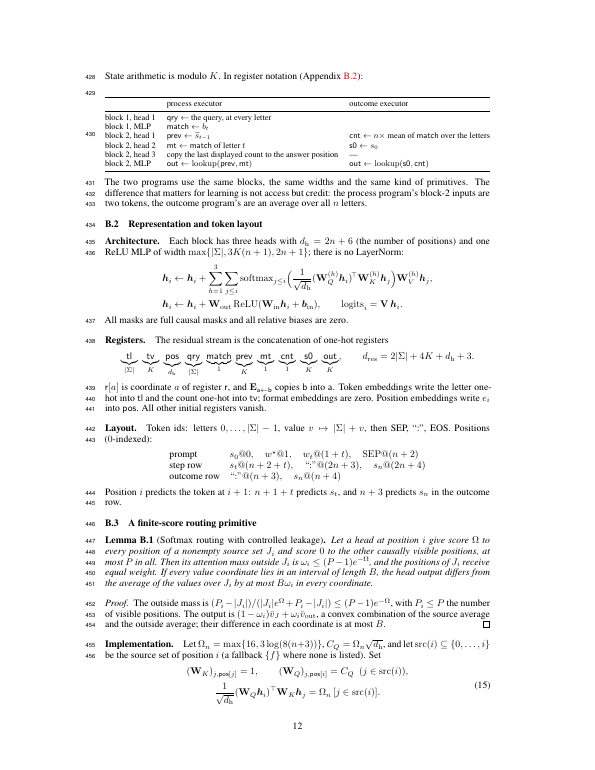 428 State arithmetic is modulo K. In register notation (Appendix B.2):
429
process executor outcome executor
block 1, head 1 qry ← the query, at every letter
block 1, MLP match ← b_t
430 block 2, head 1 prev ← s̃_{t−1} cnt ← n× mean of match over the letters
block 2, head 2 mt ← match of letter t s0 ← s_0
block 2, head 3 copy the last displayed count to the answer position —
block 2, MLP out ← lookup(prev, mt) out ← lookup(s0, cnt)
431 The two programs use the same blocks, the same widths and the same kind of primitives. The
432 difference that matters for learning is not access but credit: the process program's block-2 inputs are
433 two tokens, the outcome program's are an average over all n letters.
434 B.2 Representation and token layout
435 Architecture. Each block has three heads with d_h = 2n + 6 (the number of positions) and one
436 ReLU MLP of width max{|Σ|, 3K(n + 1), 2n + 1}; there is no LayerNorm:
h_i ← h_i + ∑_{h=1}^{3} ∑_{j≤i} softmax_{j≤i}(1/√d_h (W_Q^{(h)} h_i)^⊤ W_K^{(h)} h_j) W_V^{(h)} h_j,
h_i ← h_i + W_out ReLU(W_in h_i + b_in), logits_i = V h_i.
437 All masks are full causal masks and all relative biases are zero.
438 Registers. The residual stream is the concatenation of one-hot registers
tl tv pos qry match prev mt cnt s0 out, d_res = 2|Σ| + 4K + d_h + 3.
|Σ| K d_h |Σ| 1 K 1 1 K K
439 r[a] is coordinate a of register r, and E_{a←b} copies b into a. Token embeddings write the letter one-
440 hot into tl and the count one-hot into tv; format embeddings are zero. Position embeddings write e_i
441 into pos. All other initial registers vanish.
442 Layout. Token ids: letters 0, . . . , |Σ| − 1, value v ↦ |Σ| + v, then SEP, ":", EOS. Positions
443 (0-indexed):
prompt s_0@0, w*@1, w_t@(1 + t), SEP@(n + 2)
step row s_t@(n + 2 + t), ":"@(2n + 3), s_n@(2n + 4)
outcome row ":"@(n + 3), s_n@(n + 4)
444 Position i predicts the token at i + 1: n + 1 + t predicts s_t, and n + 3 predicts s_n in the outcome
445 row.
446 B.3 A finite-score routing primitive
447 Lemma B.1 (Softmax routing with controlled leakage). Let a head at position i give score Ω to
448 every position of a nonempty source set J_i and score 0 to the other causally visible positions, at
449 most P in all. Then its attention mass outside J_i is ω_i ≤ (P−1)e^{−Ω}, and the positions of J_i receive
450 equal weight. If every value coordinate lies in an interval of length B, the head output differs from
451 the average of the values over J_i by at most Bω_i in every coordinate.
452 Proof. The outside mass is (P_i − |J_i|)/(|J_i|e^Ω + P_i − |J_i|) ≤ (P−1)e^{−Ω}, with P_i ≤ P the number
453 of visible positions. The output is (1 − ω_i)v̄_J + ω_i v̄_out, a convex combination of the source average
454 and the outside average; their difference in each coordinate is at most B. □
455 Implementation. Let Ω_n = max{16, 3 log(8(n+3))}, C_Q = Ω_n√d_h, and let src(i) ⊆ {0, . . . , i}
456 be the source set of position i (a fallback {f} where none is listed). Set
(W_K)_{j,pos[j]} = 1, (W_Q)_{j,pos[i]} = C_Q (j ∈ src(i)),
1/√d_h (W_Q h_i)^⊤ W_K h_j = Ω_n [j ∈ src(i)]. (15)
12